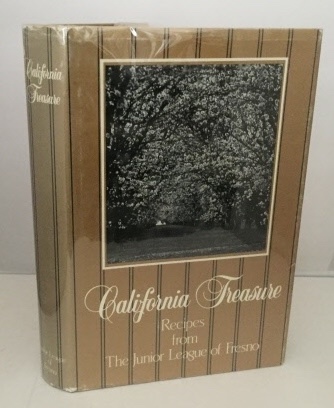 California
Treasure
California Treasure
Recipes
from
The Junior League of Fresno